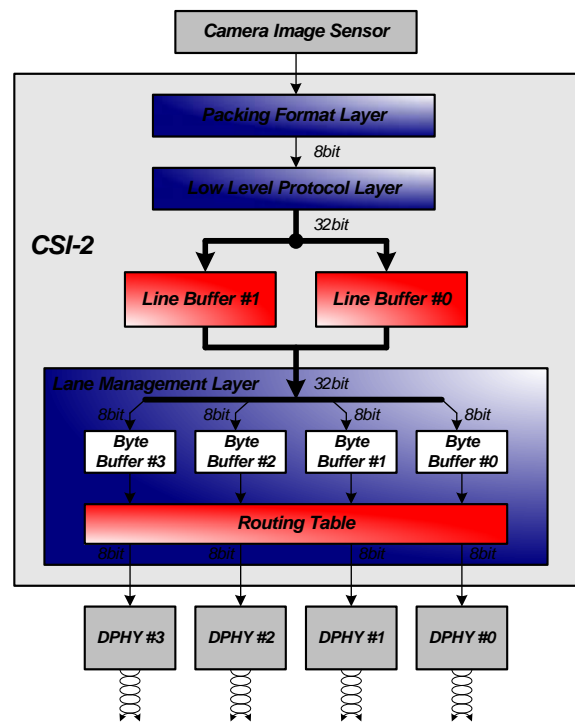 Camera Image Sensor
Packing Format Layer
8bit
Low Level Protocol Layer
32bit
CSI-2
Line Buffer #1
Line Buffer #0
Lane Management Layer
32bit
8bit
8bit
8bit
8bit
Byte
Buffer #3
Byte
Buffer #2
Byte
Buffer #1
Byte
Buffer #0
Routing Table
8bit
8bit
8bit
8bit
DPHY #3
DPHY #2
DPHY #1
DPHY #0